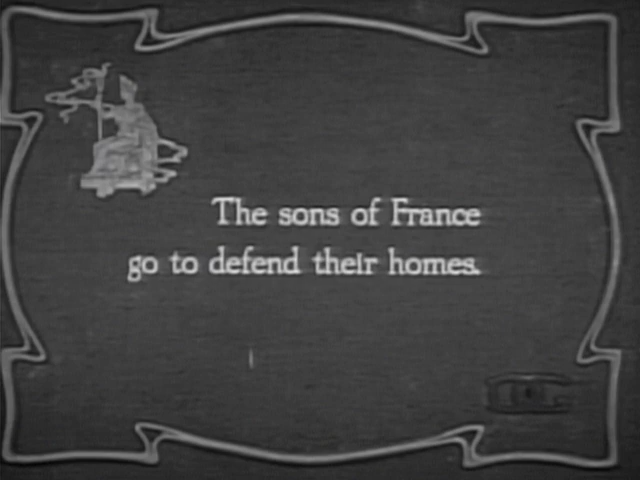 The sons of France
go to defend their homes.